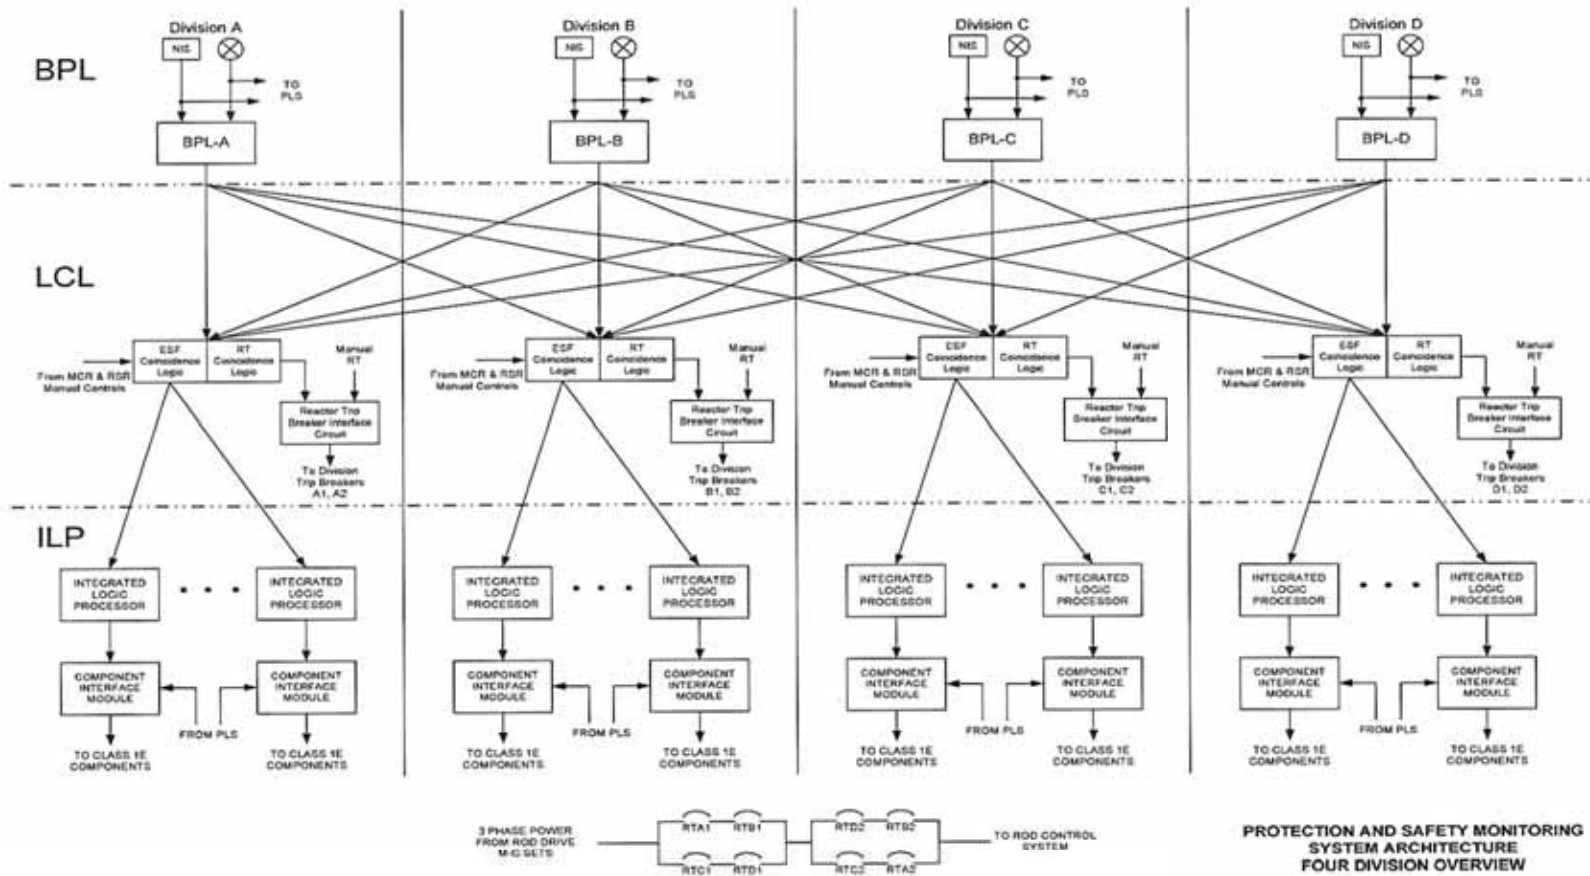 Division A
Division B
Division C
Division D
NIS
NIS
NIS
NIS
BPL
TO
PLS
TO
PLS
TO
PLS
TO
PLS
BPL-A
BPL-B
BPL-C
BPL-D
LCL
ESF
Coincidence
Logic
RT
Coincidence
Logic
Manual
RT
From MCR & RSR
Manual Controls
Reactor Trip
Breaker Interface
Circuit
To Division
Trip Breakers
A1, A2
ESF
Coincidence
Logic
RT
Coincidence
Logic
Manual
RT
From MCR & RSR
Manual Controls
Reactor Trip
Breaker Interface
Circuit
To Division
Trip Breakers
B1, B2
ESF
Coincidence
Logic
RT
Coincidence
Logic
Manual
RT
From MCR & RSR
Manual Controls
Reactor Trip
Breaker Interface
Circuit
To Division
Trip Breakers
C1, C2
ESF
Coincidence
Logic
RT
Coincidence
Logic
Manual
RT
From MCR & RSR
Manual Controls
Reactor Trip
Breaker Interface
Circuit
To Division
Trip Breakers
D1, D2
ILP
INTEGRATED
LOGIC
PROCESSOR
INTEGRATED
LOGIC
PROCESSOR
COMPONENT
INTERFACE
MODULE
COMPONENT
INTERFACE
MODULE
FROM PLS
TO CLASS 1E
COMPONENTS
TO CLASS 1E
COMPONENTS
INTEGRATED
LOGIC
PROCESSOR
INTEGRATED
LOGIC
PROCESSOR
COMPONENT
INTERFACE
MODULE
COMPONENT
INTERFACE
MODULE
FROM PLS
TO CLASS 1E
COMPONENTS
TO CLASS 1E
COMPONENTS
INTEGRATED
LOGIC
PROCESSOR
INTEGRATED
LOGIC
PROCESSOR
COMPONENT
INTERFACE
MODULE
COMPONENT
INTERFACE
MODULE
FROM PLS
TO CLASS 1E
COMPONENTS
TO CLASS 1E
COMPONENTS
INTEGRATED
LOGIC
PROCESSOR
INTEGRATED
LOGIC
PROCESSOR
COMPONENT
INTERFACE
MODULE
COMPONENT
INTERFACE
MODULE
FROM PLS
TO CLASS 1E
COMPONENTS
TO CLASS 1E
COMPONENTS
3 PHASE POWER
FROM ROD DRIVE
M-G SETS
RTA1
RTB1
RTD2
RTB2
RTC1
RTD1
RTC2
RTA2
TO ROD CONTROL
SYSTEM
PROTECTION AND SAFETY MONITORING
SYSTEM ARCHITECTURE
FOUR DIVISION OVERVIEW